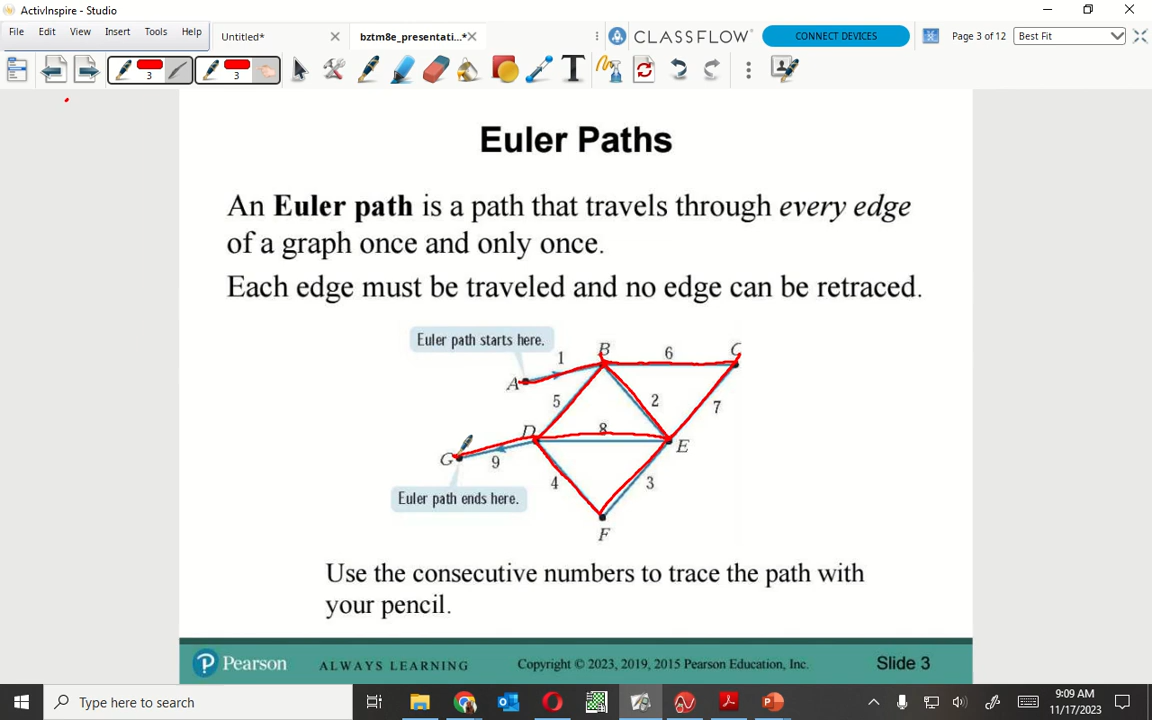 ActivInspire - Studio
File Edit View Insert Tools Help
Untitled*
bztm8e_presentati...*
CLASSFLOW
CONNECT DEVICES
Page 3 of 12
Best Fit
3
3
Euler Paths
An Euler path is a path that travels through every edge
of a graph once and only once.
Each edge must be traveled and no edge can be retraced.
Euler path starts here.
1
B
6
C
A
5
2
7
D
8
E
G
9
4
3
Euler path ends here.
F
Use the consecutive numbers to trace the path with
your pencil.
Pearson
ALWAYS LEARNING
Copyright © 2023, 2019, 2015 Pearson Education, Inc.
Slide 3
Type here to search
9:09 AM
11/17/2023